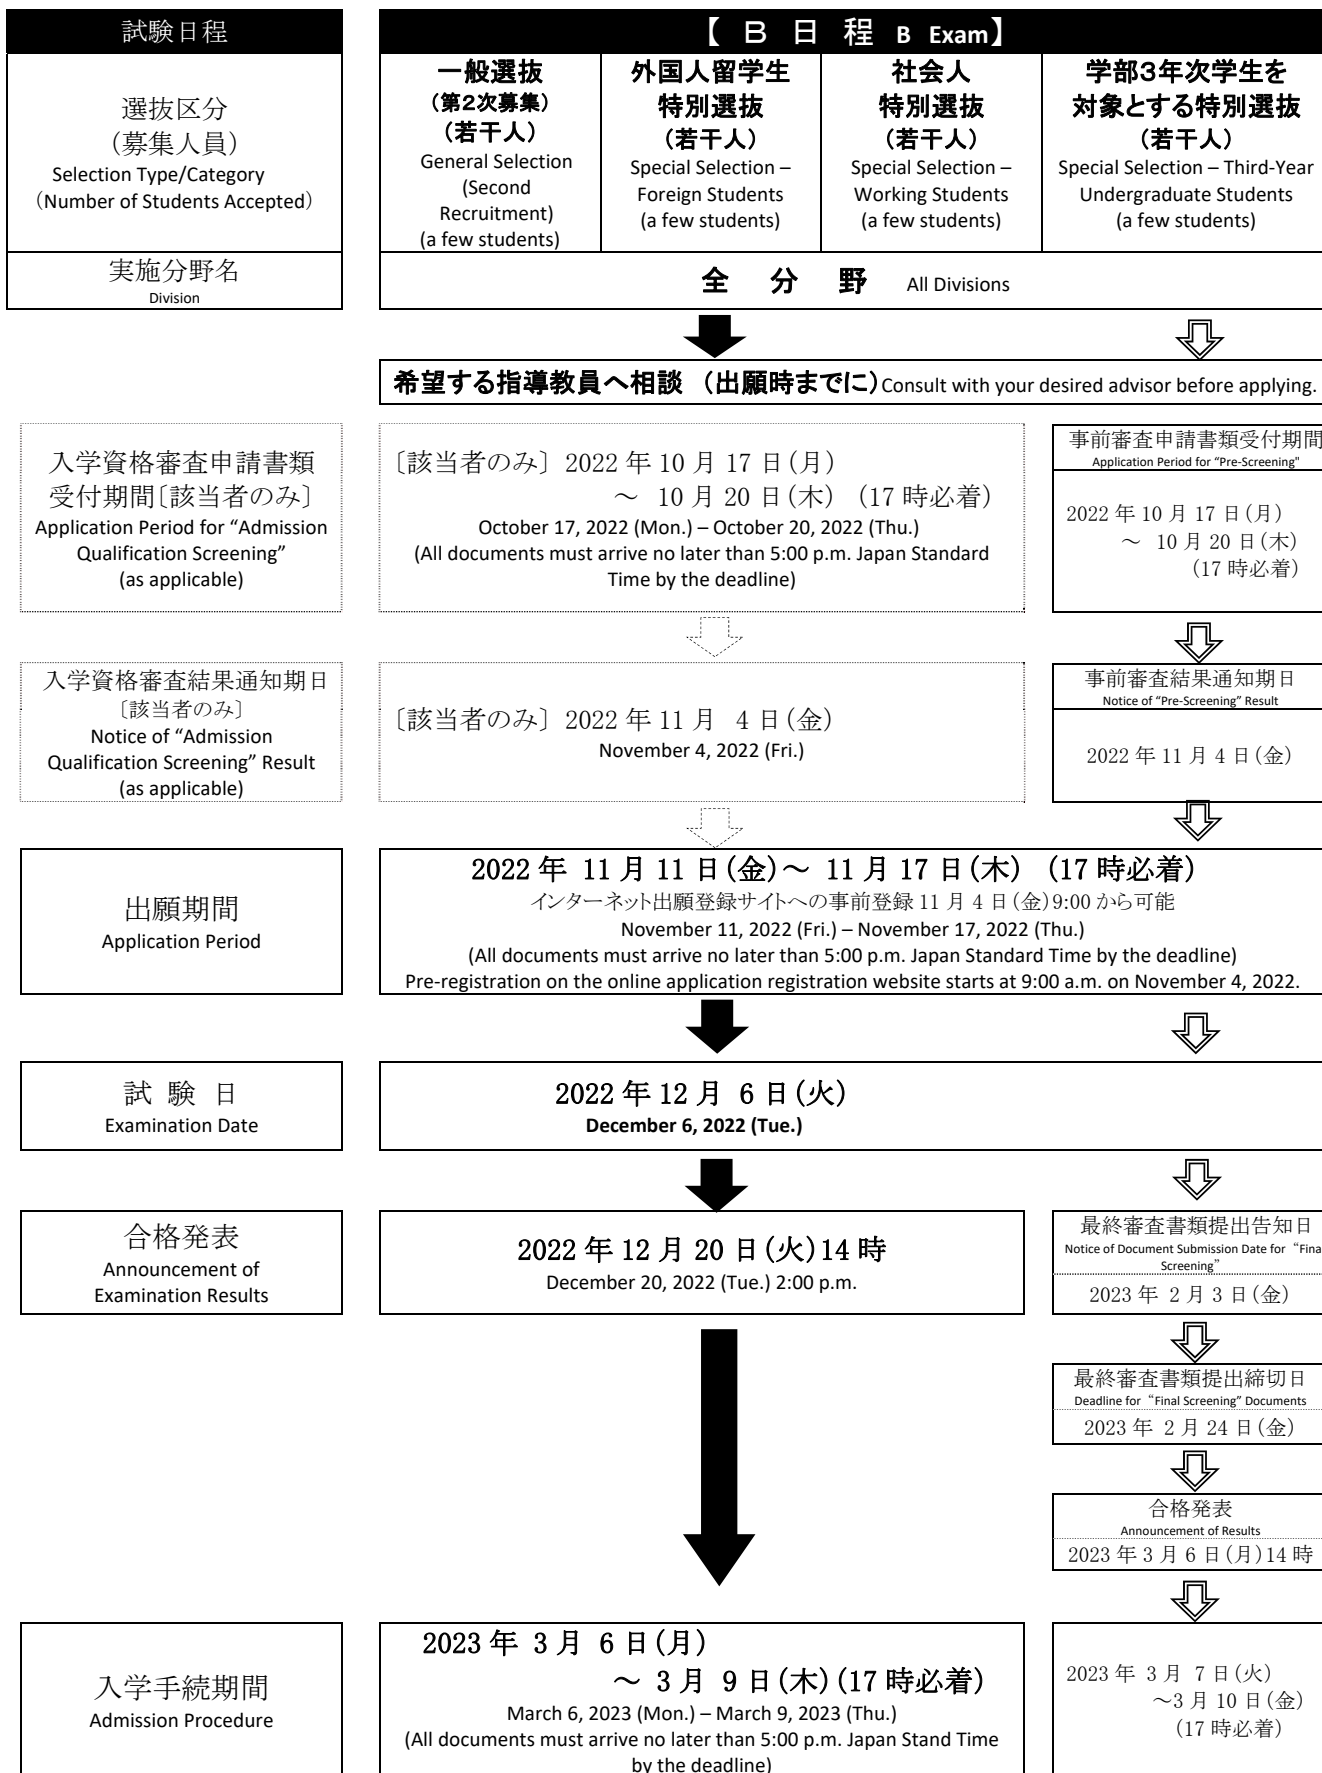 試験日程
【 Ｂ 日 程 B Exam】
選抜区分
（募集人員）
Selection Type/Category
（Number of Students Accepted）
一般選抜
（第２次募集）
（若干人）
General Selection
(Second
Recruitment)
(a few students)
外国人留学生
特別選抜
（若干人）
Special Selection –
Foreign Students
(a few students)
社会人
特別選抜
（若干人）
Special Selection –
Working Students
(a few students)
学部３年次学生を
対象とする特別選抜
（若干人）
Special Selection – Third-Year
Undergraduate Students
(a few students)
実施分野名
Division
全 分 野 All Divisions
希望する指導教員へ相談 （出願時までに）Consult with your desired advisor before applying.
入学資格審査申請書類
受付期間〔該当者のみ〕
Application Period for “Admission
Qualification Screening”
(as applicable)
〔該当者のみ〕 2022 年 10 月 17 日（月）
～ 10 月 20 日（木） （17 時必着）
October 17, 2022 (Mon.) – October 20, 2022 (Thu.)
(All documents must arrive no later than 5:00 p.m. Japan Standard
Time by the deadline)
事前審査申請書類受付期間
Application Period for “Pre-Screening”
2022 年 10 月 17 日（月）
～ 10 月 20 日（木）
（17 時必着）
入学資格審査結果通知期日
〔該当者のみ〕
Notice of “Admission
Qualification Screening” Result
(as applicable)
〔該当者のみ〕 2022 年 11 月 4 日（金）
November 4, 2022 (Fri.)
事前審査結果通知期日
Notice of “Pre-Screening” Result
2022 年 11 月 4 日（金）
出願期間
Application Period
2022 年 11 月 11 日（金）～ 11 月 17 日（木） （17 時必着）
インターネット出願登録サイトへの事前登録 11 月 4 日（金）9:00 から可能
November 11, 2022 (Fri.) – November 17, 2022 (Thu.)
(All documents must arrive no later than 5:00 p.m. Japan Standard Time by the deadline)
Pre-registration on the online application registration website starts at 9:00 a.m. on November 4, 2022.
試 験 日
Examination Date
2022 年 12 月 6 日（火）
December 6, 2022 (Tue.)
合格発表
Announcement of
Examination Results
2022 年 12 月 20 日（火）14 時
December 20, 2022 (Tue.) 2:00 p.m.
最終審査書類提出告知日
Notice of Document Submission Date for “Fina
Screening”
2023 年 2 月 3 日（金）
最終審査書類提出締切日
Deadline for “Final Screening” Documents
2023 年 2 月 24 日（金）
合格発表
Announcement of Results
2023 年 3 月 6 日（月）14 時
入学手続期間
Admission Procedure
2023 年 3 月 6 日（月）
～ 3 月 9 日（木）（17 時必着）
March 6, 2023 (Mon.) – March 9, 2023 (Thu.)
(All documents must arrive no later than 5:00 p.m. Japan Stand Time
by the deadline)
2023 年 3 月 7 日（火）
～3 月 10 日（金）
（17 時必着）